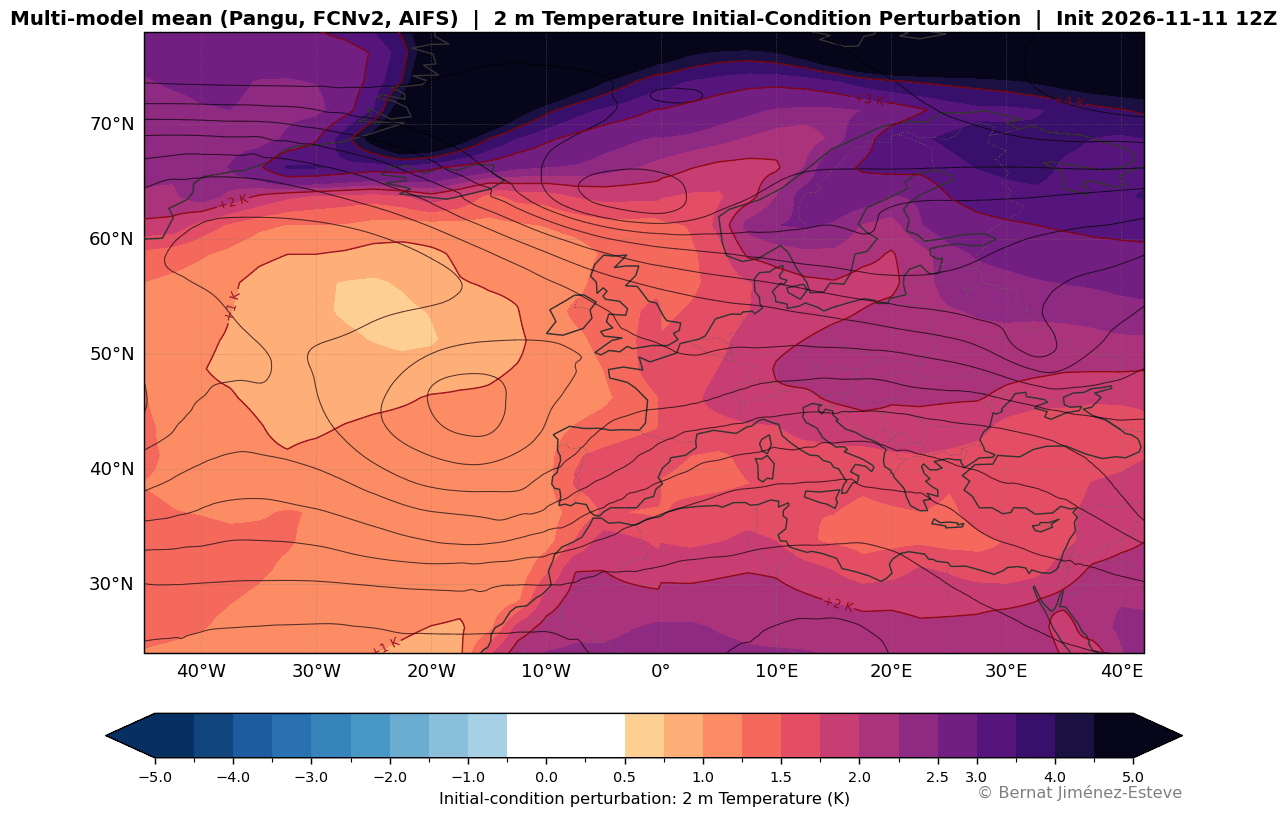 Multi-model mean (Pangu, FCNv2, AIFS) | 2 m Temperature Initial-Condition Perturbation | Init 2026-11-11 12Z
+3 K
+4 K
70°N
+2 K
60°N
+1 K
50°N
40°N
30°N
+2 K
+1 K
40°W 30°W 20°W 10°W 0° 10°E 20°E 30°E 40°E
−5.0 −4.0 −3.0 −2.0 −1.0 0.0 0.5 1.0 1.5 2.0 2.5 3.0 4.0 5.0
Initial-condition perturbation: 2 m Temperature (K)
© Bernat Jiménez-Esteve